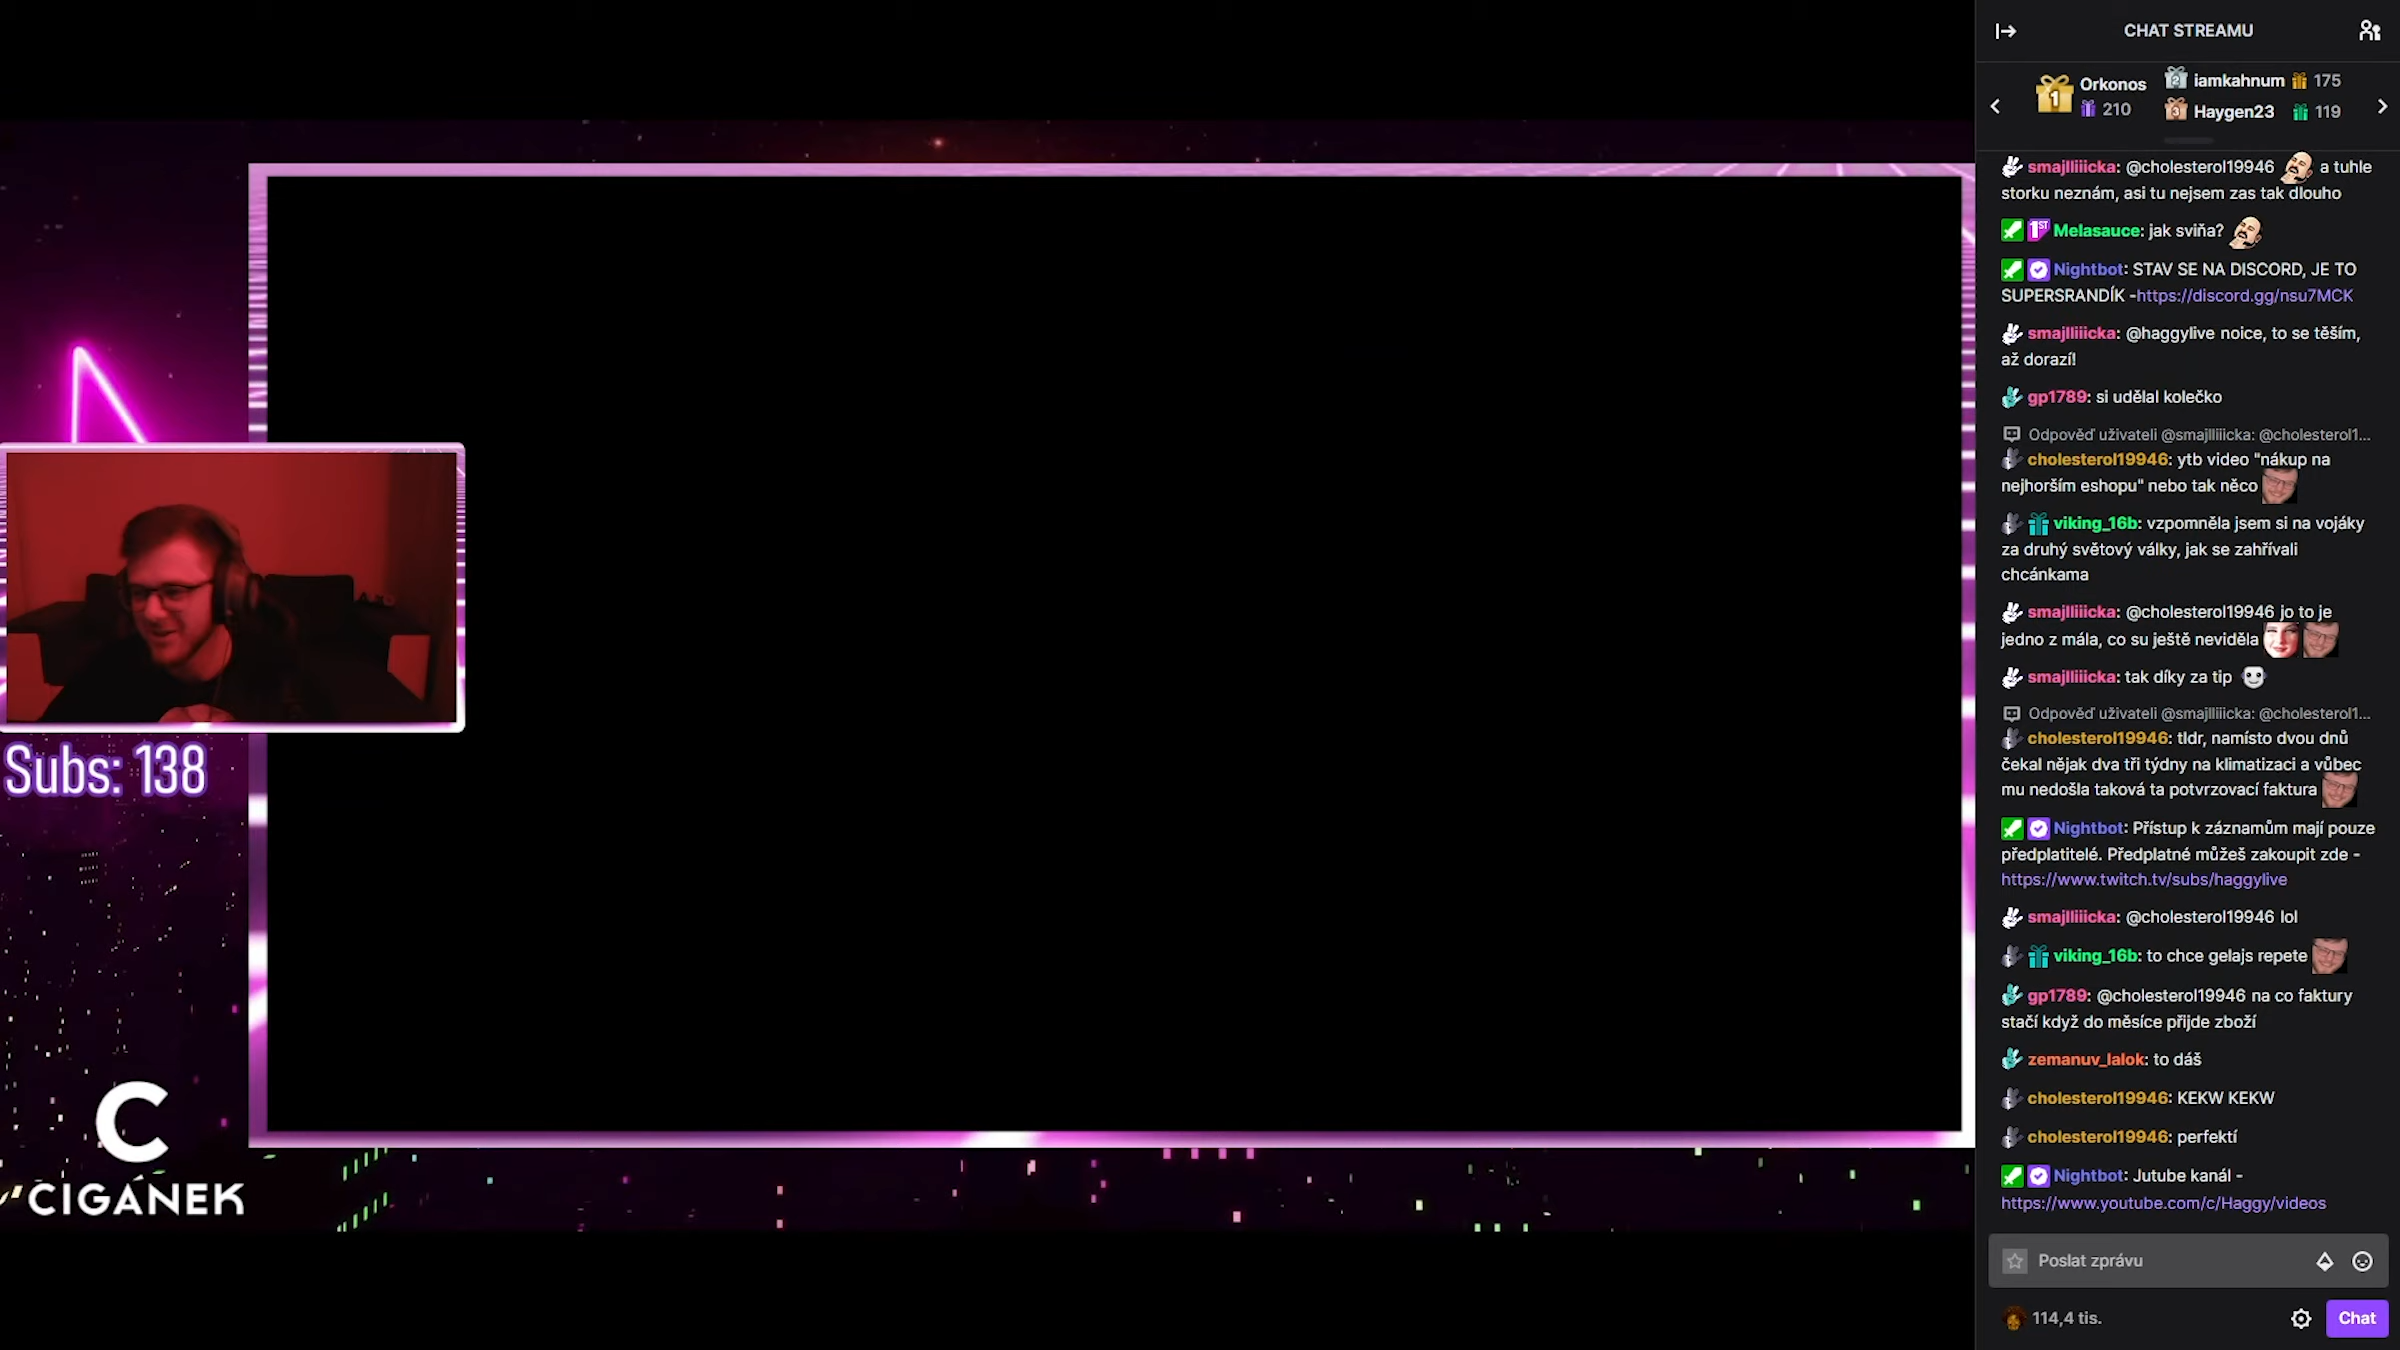 Subs: 138
C
CIGÁNEK
CHAT STREAMU
1 Orkonos 210
2 iamkahnum 175
3 Haygen23 119
smajlliiicka: @cholesterol19946 a tuhle
storku neznám, asi tu nejsem zas tak dlouho
1ST Melasauce: jak sviňa?
Nightbot: STAV SE NA DISCORD, JE TO
SUPERSRANDÍK -https://discord.gg/nsu7MCK
smajlliiicka: @haggylive noice, to se těším,
až dorazí!
gp1789: si udělal kolečko
Odpověď uživateli @smajlliiicka: @cholesterol1...
cholesterol19946: ytb video "nákup na
nejhorším eshopu" nebo tak něco
viking_16b: vzpomněla jsem si na vojáky
za druhý světový války, jak se zahřívali
chcánkama
smajlliiicka: @cholesterol19946 jo to je
jedno z mála, co su ještě neviděla
smajlliiicka: tak díky za tip
Odpověď uživateli @smajlliiicka: @cholesterol1...
cholesterol19946: tldr, namísto dvou dnů
čekal nějak dva tři týdny na klimatizaci a vůbec
mu nedošla taková ta potvrzovací faktura
Nightbot: Přístup k záznamům mají pouze
předplatitelé. Předplatné můžeš zakoupit zde -
https://www.twitch.tv/subs/haggylive
smajlliiicka: @cholesterol19946 lol
viking_16b: to chce gelajs repete
gp1789: @cholesterol19946 na co faktury
stačí když do měsíce přijde zboží
zemanuv_lalok: to dáš
cholesterol19946: KEKW KEKW
cholesterol19946: perfektí
Nightbot: Jutube kanál -
https://www.youtube.com/c/Haggy/videos
Poslat zprávu
114,4 tis.
Chat